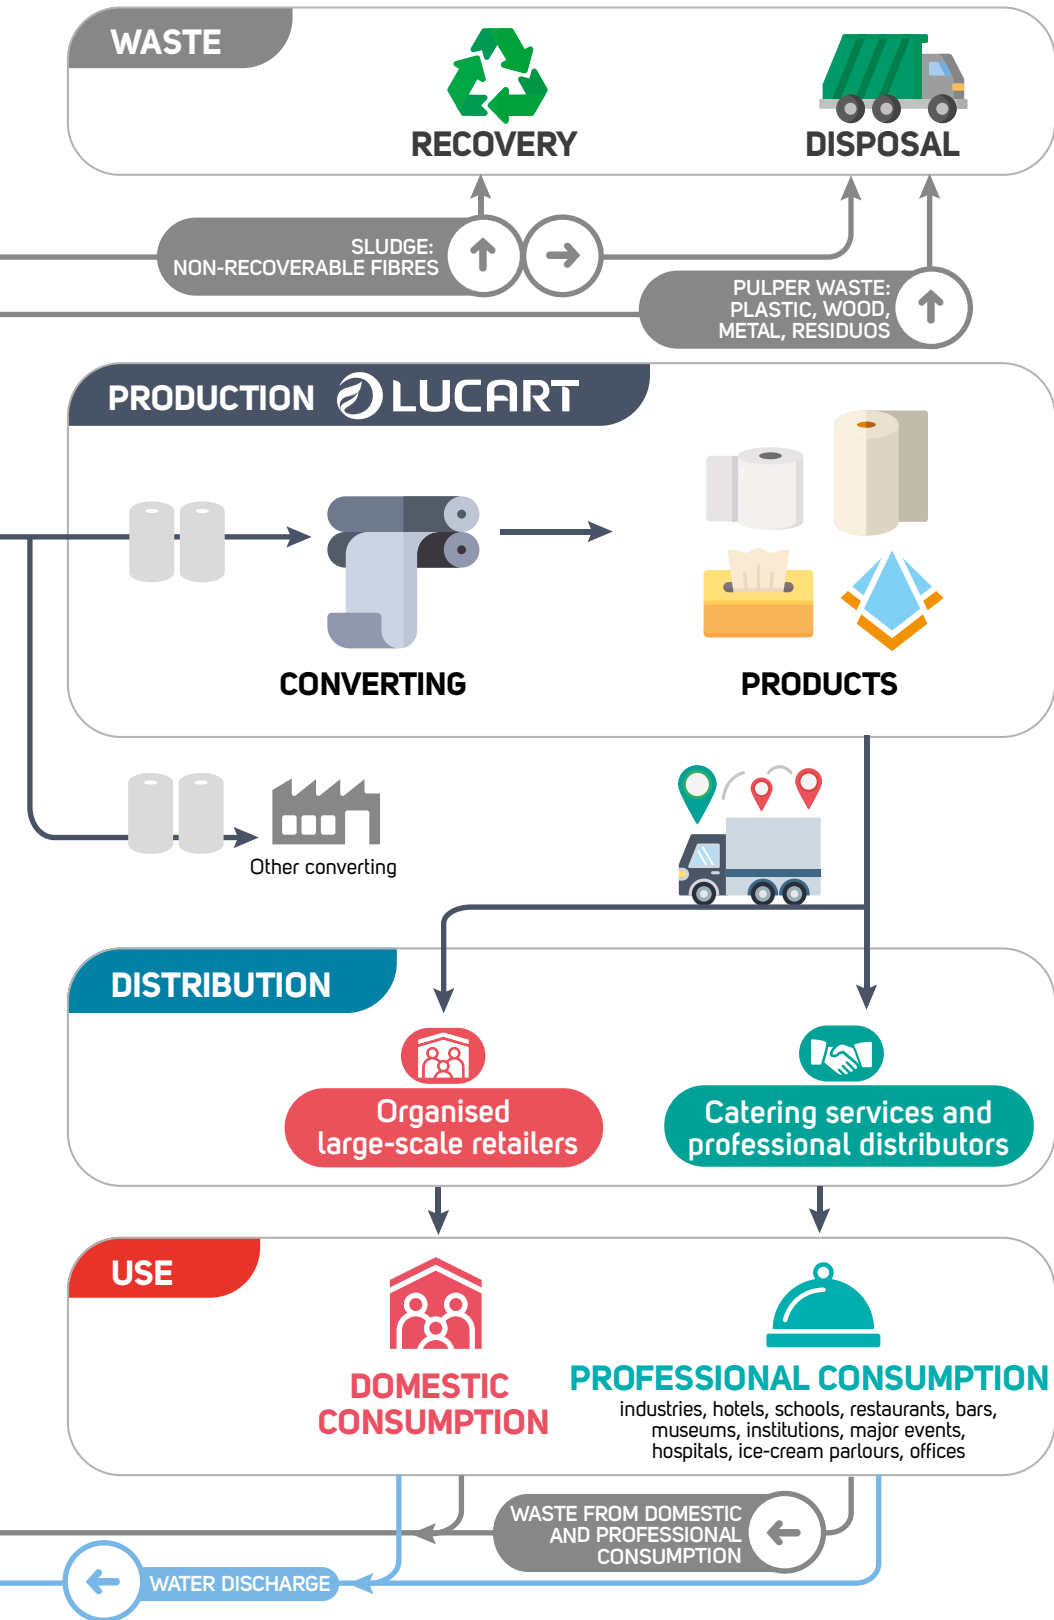 WASTE
RECOVERY
DISPOSAL
SLUDGE:
NON-RECOVERABLE FIBRES
PULPER WASTE:
PLASTIC, WOOD,
METAL, RESIDUOS
PRODUCTION LUCART
CONVERTING
PRODUCTS
Other converting
DISTRIBUTION
Organised
large-scale retailers
Catering services and
professional distributors
USE
DOMESTIC
CONSUMPTION
PROFESSIONAL CONSUMPTION
industries, hotels, schools, restaurants, bars,
museums, institutions, major events,
hospitals, ice-cream parlours, offices
WASTE FROM DOMESTIC
AND PROFESSIONAL
CONSUMPTION
WATER DISCHARGE